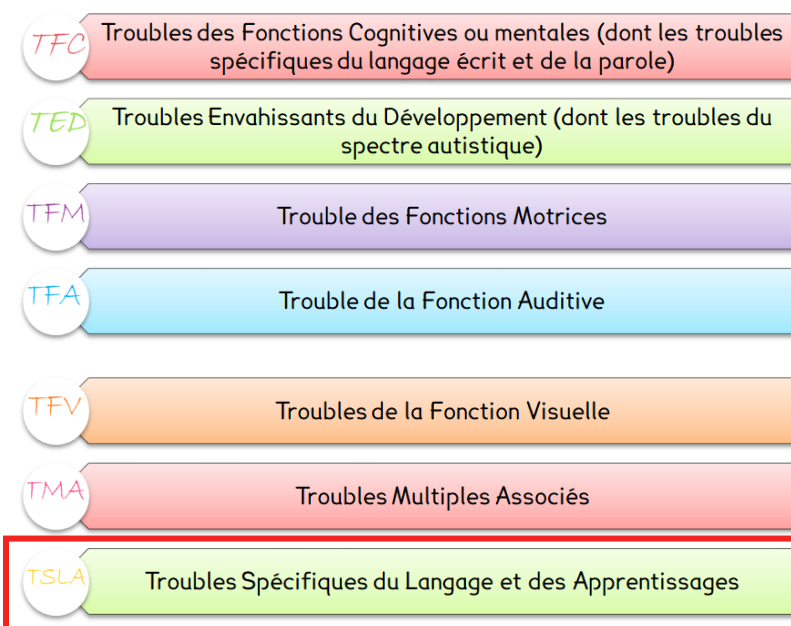 TFC
Troubles des Fonctions Cognitives ou mentales (dont les troubles
spécifiques du langage écrit et de la parole)
TED
Troubles Envahissants du Développement (dont les troubles du
spectre autistique)
TFM
Trouble des Fonctions Motrices
TFA
Trouble de la Fonction Auditive
TFV
Troubles de la Fonction Visuelle
TMA
Troubles Multiples Associés
TSLA
Troubles Spécifiques du Langage et des Apprentissages